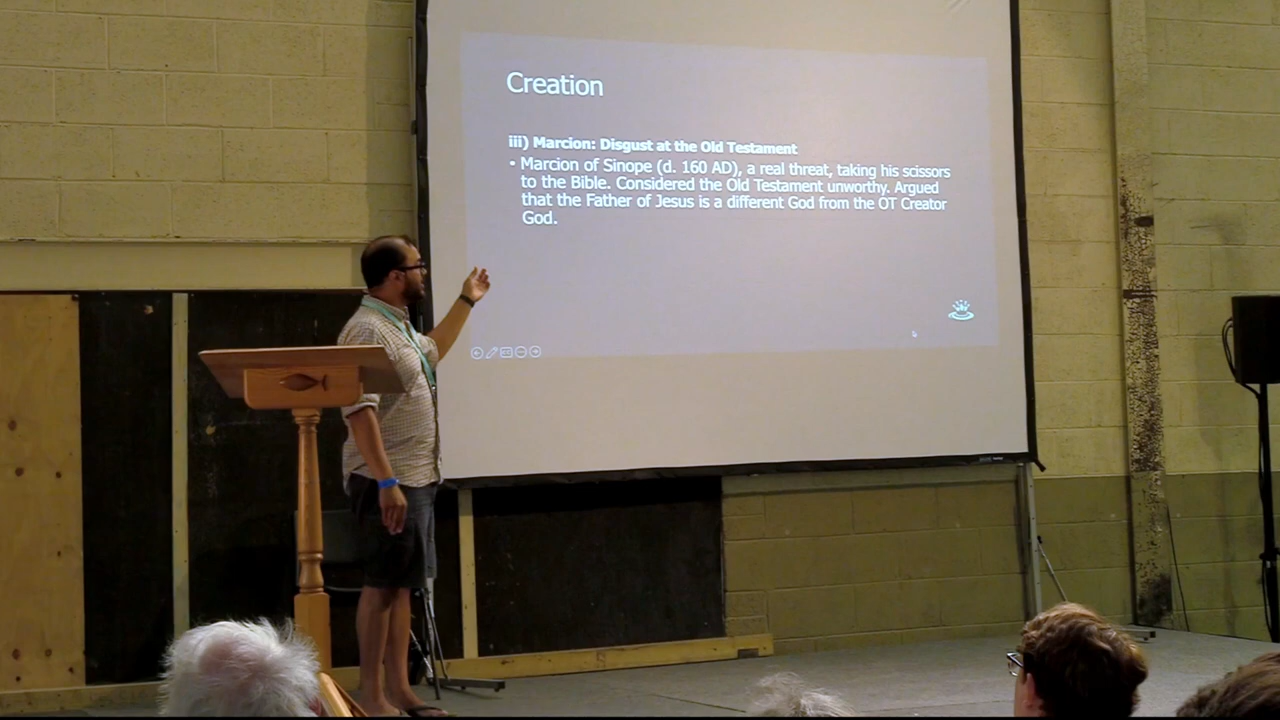 Creation
iii) Marcion: Disgust at the Old Testament
• Marcion of Sinope (d. 160 AD), a real threat, taking his scissors
to the Bible. Considered the Old Testament unworthy. Argued
that the Father of Jesus is a different God from the OT Creator
God.